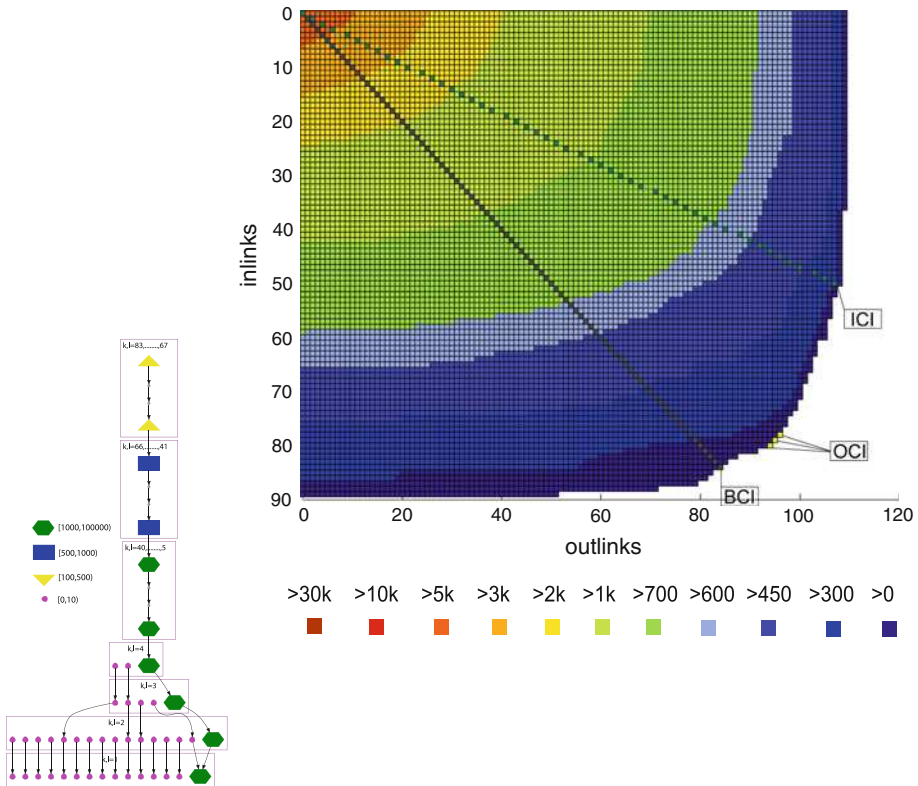 0
10
20
30
40
50
60
70
80
90
inlinks
0 20 40 60 80 100 120
outlinks
ICI
OCI
BCI
>30k >10k >5k >3k >2k >1k >700 >600 >450 >300 >0
k,l=83,.......,67
k,l=66,......,41
[1000,100000)
[500,1000)
[100,500)
[0,10)
k,l=40,......,5
k,l=4
k,l=3
k,l=2
k,l=1